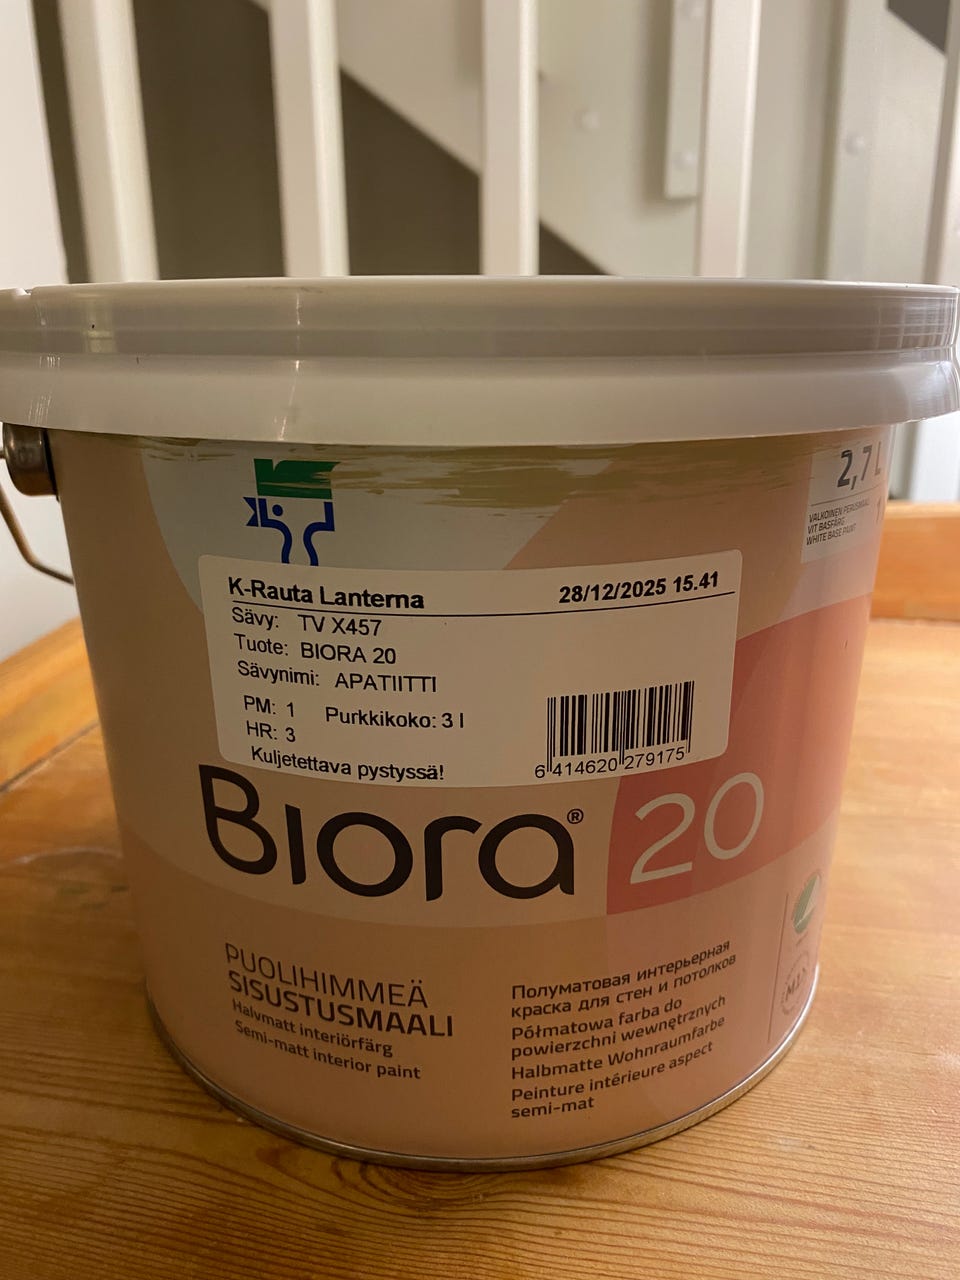 2,7 L
VALKOINEN PERUSMAALI
VIT BASFÄRG
WHITE BASE PAINT
K-Rauta Lanterna 28/12/2025 15.41
Sävy: TV X457
Tuote: BIORA 20
Sävynimi: APATIITTI
PM: 1 Purkkikoko: 3 l
HR: 3
Kuljetettava pystyssä!
6 414620 279175
Biora® 20
PUOLIHIMMEÄ
SISUSTUSMAALI
Halvmatt interiörfärg
Semi-matt interior paint
Полуматовая интерьерная
краска для стен и потолков
Półmatowa farba do
powierzchni wewnętrznych
Halbmatte Wohnraumfarbe
Peinture intérieure aspect
semi-mat
M1